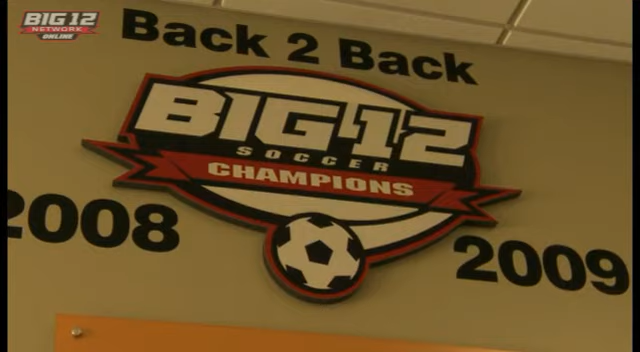 BIG 12
NETWORK
ONLINE
Back 2 Back
BIG 12
SOCCER
CHAMPIONS
2008
2009